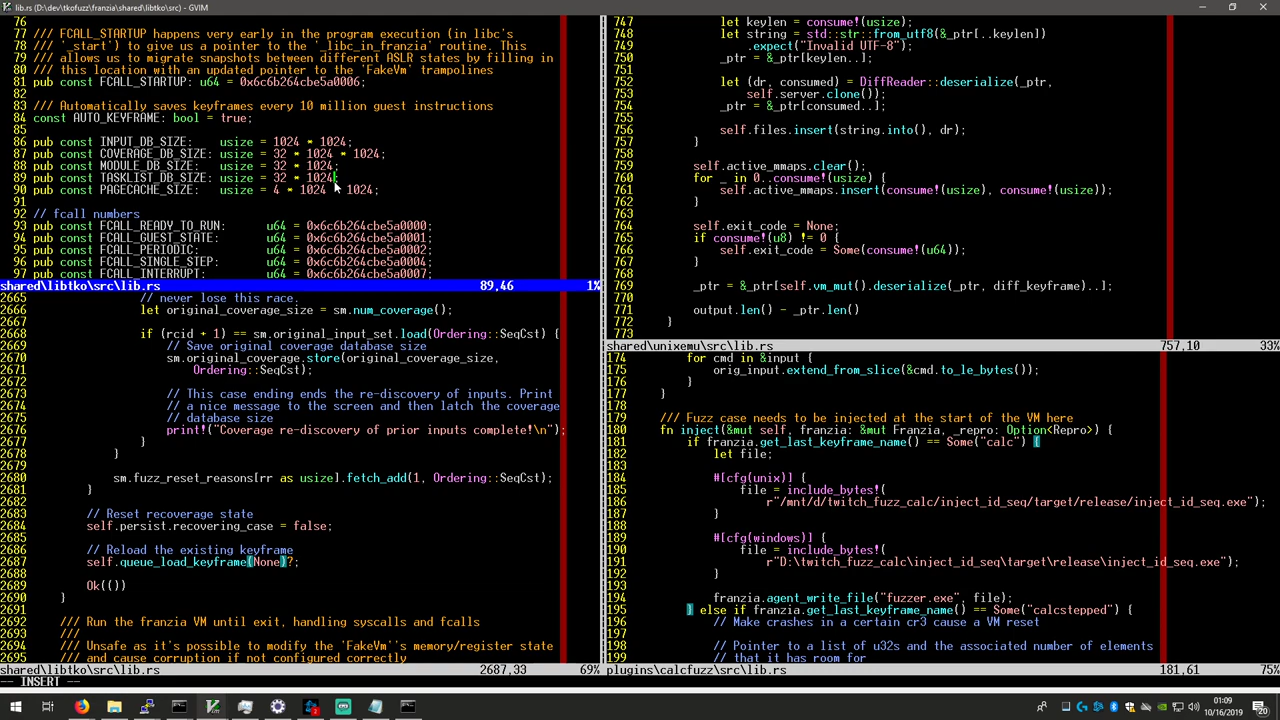 lib.rs (D:\dev\tkofuzz\franzia\shared\libtko\src) - GVIM
76
77 /// FCALL_STARTUP happens very early in the program execution (in libc's
78 /// `_start`) to give us a pointer to the `_libc_in_franzia` routine. This
79 /// allows us to migrate snapshots between different ASLR states by filling in
80 /// this location with an updated pointer to the `FakeVm` trampolines
81 pub const FCALL_STARTUP: u64 = 0x6c6b264cbe5a0006;
82
83 /// Automatically saves keyframes every 10 million guest instructions
84 const AUTO_KEYFRAME: bool = true;
85
86 pub const INPUT_DB_SIZE: usize = 1024 * 1024;
87 pub const COVERAGE_DB_SIZE: usize = 32 * 1024 * 1024;
88 pub const MODULE_DB_SIZE: usize = 32 * 1024;
89 pub const TASKLIST_DB_SIZE: usize = 32 * 1024;
90 pub const PAGECACHE_SIZE: usize = 4 * 1024 * 1024;
91
92 // fcall numbers
93 pub const FCALL_READY_TO_RUN: u64 = 0x6c6b264cbe5a0000;
94 pub const FCALL_GUEST_STATE: u64 = 0x6c6b264cbe5a0001;
95 pub const FCALL_PERIODIC: u64 = 0x6c6b264cbe5a0002;
96 pub const FCALL_SINGLE_STEP: u64 = 0x6c6b264cbe5a0004;
97 pub const FCALL_INTERRUPT: u64 = 0x6c6b264cbe5a0007;
shared\libtko\src\lib.rs 89,46 1%
2665 // never lose this race.
2666 let original_coverage_size = sm.num_coverage();
2667
2668 if (rcid + 1) == sm.original_input_set.load(Ordering::SeqCst) {
2669 // Save original coverage database size
2670 sm.original_coverage.store(original_coverage_size,
2671 Ordering::SeqCst);
2672
2673 // This case ending ends the re-discovery of inputs. Print
2674 // a nice message to the screen and then latch the coverage
2675 // database size
2676 print!("Coverage re-discovery of prior inputs complete!\n");
2677 }
2678 }
2679
2680 sm.fuzz_reset_reasons[rr as usize].fetch_add(1, Ordering::SeqCst);
2681 }
2682
2683 // Reset recoverage state
2684 self.persist.recovering_case = false;
2685
2686 // Reload the existing keyframe
2687 self.queue_load_keyframe(None)?;
2688
2689 Ok(())
2690 }
2691
2692 /// Run the franzia VM until exit, handling syscalls and fcalls
2693 ///
2694 /// Unsafe as it's possible to modify the `FakeVm`'s memory/register state
2695 /// and cause corruption if not configured correctly
shared\libtko\src\lib.rs 2687,33 69%
-- INSERT --
747 let keylen = consume!(usize);
748 let string = std::str::from_utf8(&_ptr[..keylen])
749 .expect("Invalid UTF-8");
750 _ptr = &_ptr[keylen..];
751
752 let (dr, consumed) = DiffReader::deserialize(_ptr,
753 self.server.clone());
754 _ptr = &_ptr[consumed..];
755
756 self.files.insert(string.into(), dr);
757 }
758
759 self.active_mmaps.clear();
760 for _ in 0..consume!(usize) {
761 self.active_mmaps.insert(consume!(usize), consume!(usize));
762 }
763
764 self.exit_code = None;
765 if consume!(u8) != 0 {
766 self.exit_code = Some(consume!(u64));
767 }
768
769 _ptr = &_ptr[self.vm_mut().deserialize(_ptr, diff_keyframe)..];
770
771 output.len() - _ptr.len()
772 }
773
shared\unixemu\src\lib.rs 757,10 33%
174 for cmd in &input {
175 orig_input.extend_from_slice(&cmd.to_le_bytes());
176 }
177 }
178
179 /// Fuzz case needs to be injected at the start of the VM here
180 fn inject(&mut self, franzia: &mut Franzia, _repro: Option<Repro>) {
181 if franzia.get_last_keyframe_name() == Some("calc") {
182 let file;
183
184 #[cfg(unix)] {
185 file = include_bytes!(
186 r"/mnt/d/twitch_fuzz_calc/inject_id_seq/target/release/inject_id_seq.exe");
187 }
188
189 #[cfg(windows)] {
190 file = include_bytes!(
191 r"D:\twitch_fuzz_calc\inject_id_seq\target\release\inject_id_seq.exe");
192 }
193
194 franzia.agent_write_file("fuzzer.exe", file);
195 } else if franzia.get_last_keyframe_name() == Some("calcstepped") {
196 // Make crashes in a certain cr3 cause a VM reset
197
198 // Pointer to a list of u32s and the associated number of elements
199 // that it has room for
plugins\calcfuzz\src\lib.rs 181,61 75%
01:09
10/16/2019
20